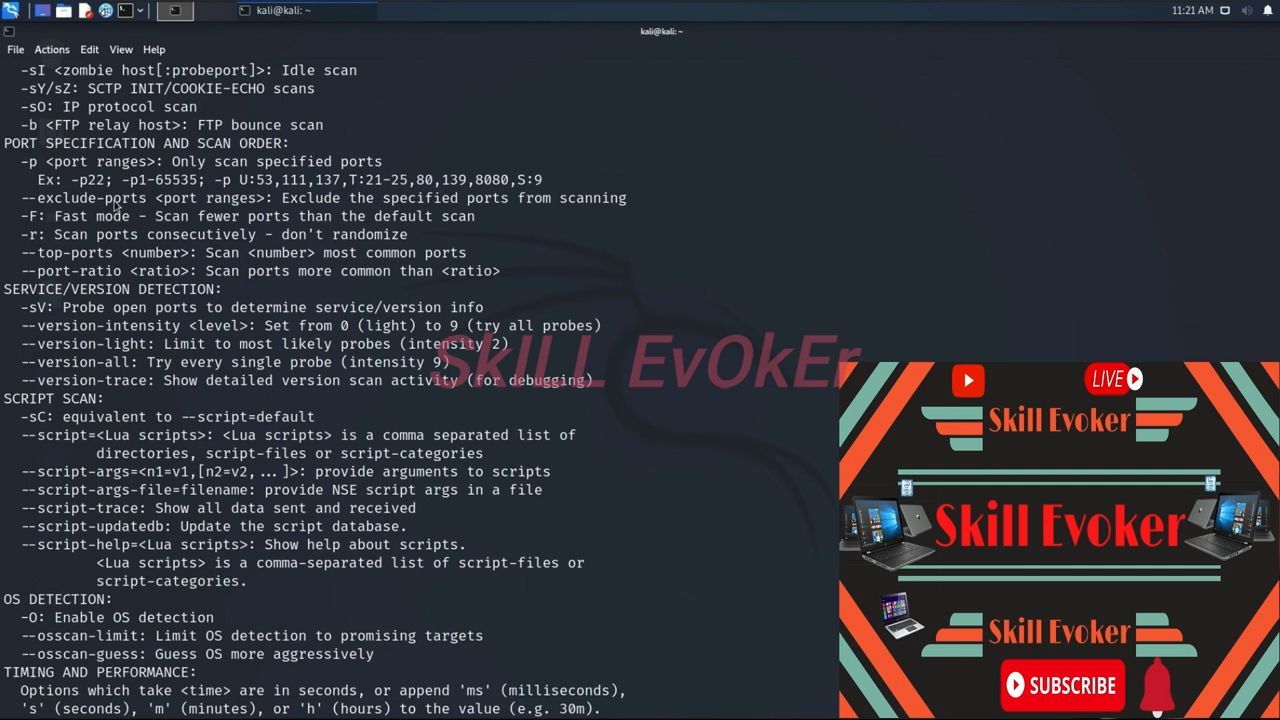 kali@kali: ~
11:21 AM
kali@kali: ~
File Actions Edit View Help
-sI <zombie host[:probeport]>: Idle scan
-sY/sZ: SCTP INIT/COOKIE-ECHO scans
-sO: IP protocol scan
-b <FTP relay host>: FTP bounce scan
PORT SPECIFICATION AND SCAN ORDER:
-p <port ranges>: Only scan specified ports
Ex: -p22; -p1-65535; -p U:53,111,137,T:21-25,80,139,8080,S:9
--exclude-ports <port ranges>: Exclude the specified ports from scanning
-F: Fast mode - Scan fewer ports than the default scan
-r: Scan ports consecutively - don't randomize
--top-ports <number>: Scan <number> most common ports
--port-ratio <ratio>: Scan ports more common than <ratio>
SERVICE/VERSION DETECTION:
-sV: Probe open ports to determine service/version info
--version-intensity <level>: Set from 0 (light) to 9 (try all probes)
--version-light: Limit to most likely probes (intensity 2)
--version-all: Try every single probe (intensity 9)
--version-trace: Show detailed version scan activity (for debugging)
SCRIPT SCAN:
-sC: equivalent to --script=default
--script=<Lua scripts>: <Lua scripts> is a comma separated list of
directories, script-files or script-categories
--script-args=<n1=v1,[n2=v2,...]>: provide arguments to scripts
--script-args-file=filename: provide NSE script args in a file
--script-trace: Show all data sent and received
--script-updatedb: Update the script database.
--script-help=<Lua scripts>: Show help about scripts.
<Lua scripts> is a comma-separated list of script-files or
script-categories.
OS DETECTION:
-O: Enable OS detection
--osscan-limit: Limit OS detection to promising targets
--osscan-guess: Guess OS more aggressively
TIMING AND PERFORMANCE:
Options which take <time> are in seconds, or append 'ms' (milliseconds),
's' (seconds), 'm' (minutes), or 'h' (hours) to the value (e.g. 30m).
SkILL EvOkEr
LIVE
Skill Evoker
Skill Evoker
Skill Evoker
SUBSCRIBE